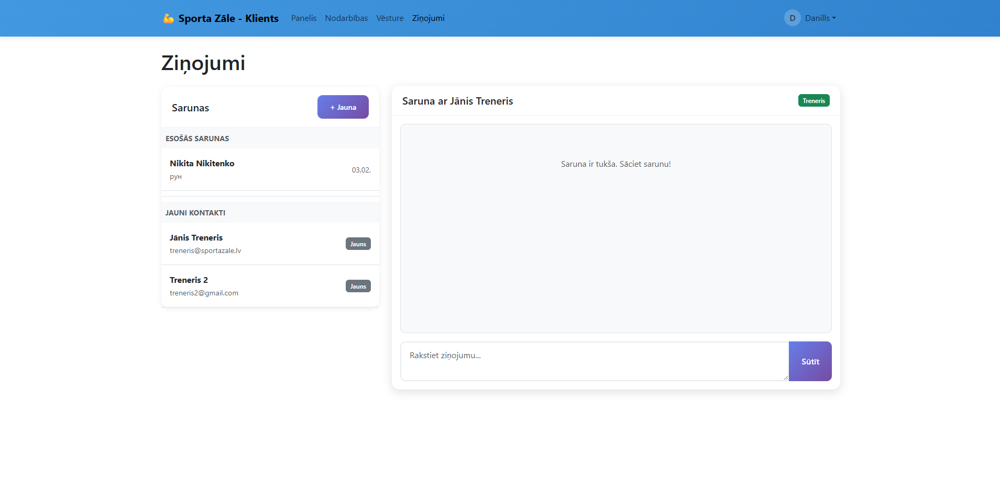 💪 Sporta Zāle - Klients Panelis Nodarbības Vēsture Ziņojumi D Danills
Ziņojumi
Sarunas
+ Jauna
ESOŠĀS SARUNAS
Nikita Nikitenko
рун
03.02.
JAUNI KONTAKTI
Jānis Treneris
treneris@sportazale.lv
Jauns
Treneris 2
treneris2@gmail.com
Jauns
Saruna ar Jānis Treneris
Treneris
Saruna ir tukša. Sāciet sarunu!
Rakstiet ziņojumu...
Sūtīt